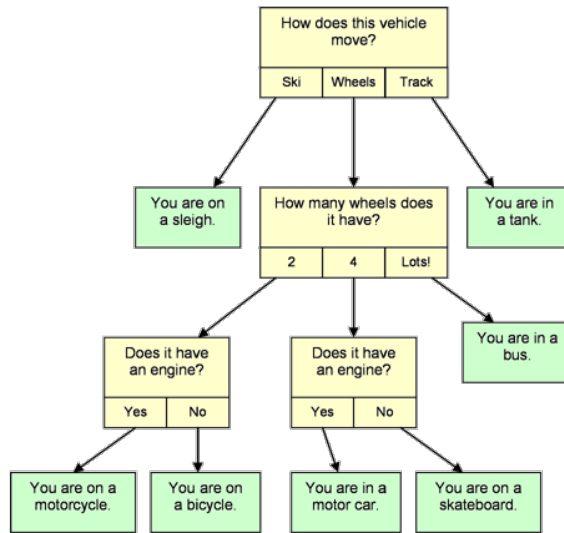 How does this vehicle
move?
Ski
Wheels
Track
You are on
a sleigh.
How many wheels does
it have?
2
4
Lots!
You are in
a tank.
You are in a
bus.
Does it have
an engine?
Yes
No
Does it have
an engine?
Yes
No
You are on a
motorcycle.
You are on
a bicycle.
You are in a
motor car.
You are on a
skateboard.